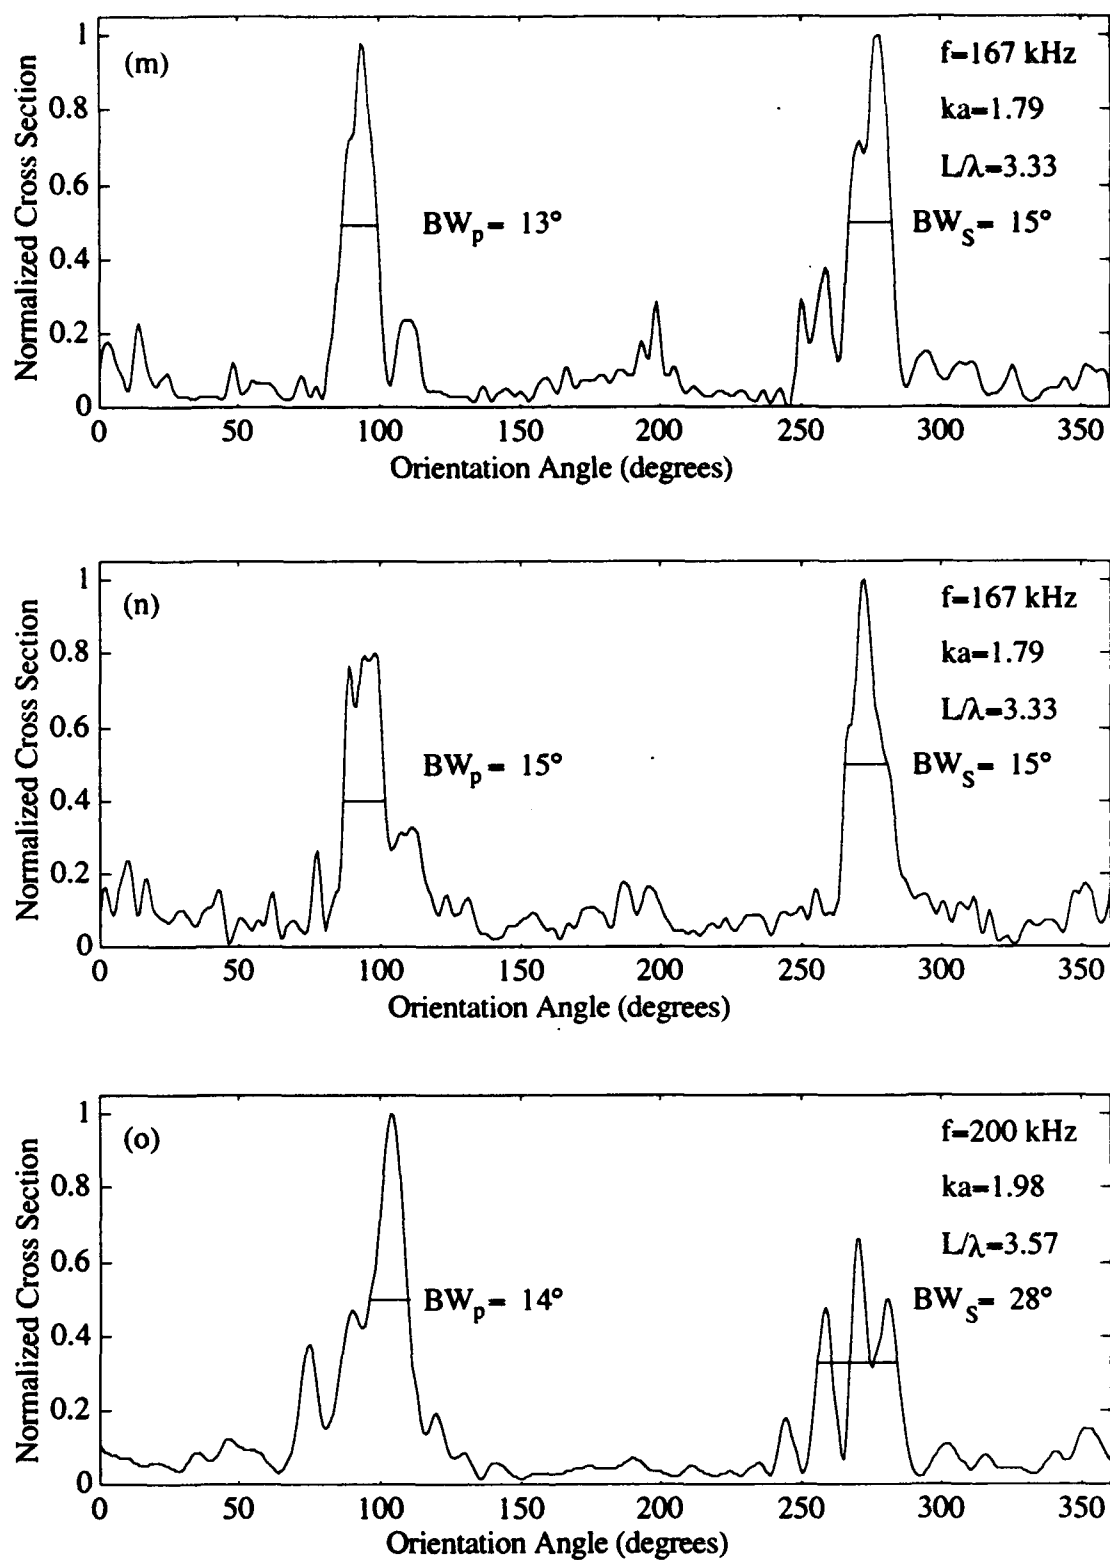 (m)
f=167 kHz
ka=1.79
L/λ=3.33
BWp= 13°
BWS= 15°
Normalized Cross Section
1
0.8
0.6
0.4
0.2
0
0 50 100 150 200 250 300 350
Orientation Angle (degrees)
(n)
f=167 kHz
ka=1.79
L/λ=3.33
BWp= 15°
BWS= 15°
Normalized Cross Section
1
0.8
0.6
0.4
0.2
0
0 50 100 150 200 250 300 350
Orientation Angle (degrees)
(o)
f=200 kHz
ka=1.98
L/λ=3.57
BWp= 14°
BWS= 28°
Normalized Cross Section
1
0.8
0.6
0.4
0.2
0
0 50 100 150 200 250 300 350
Orientation Angle (degrees)